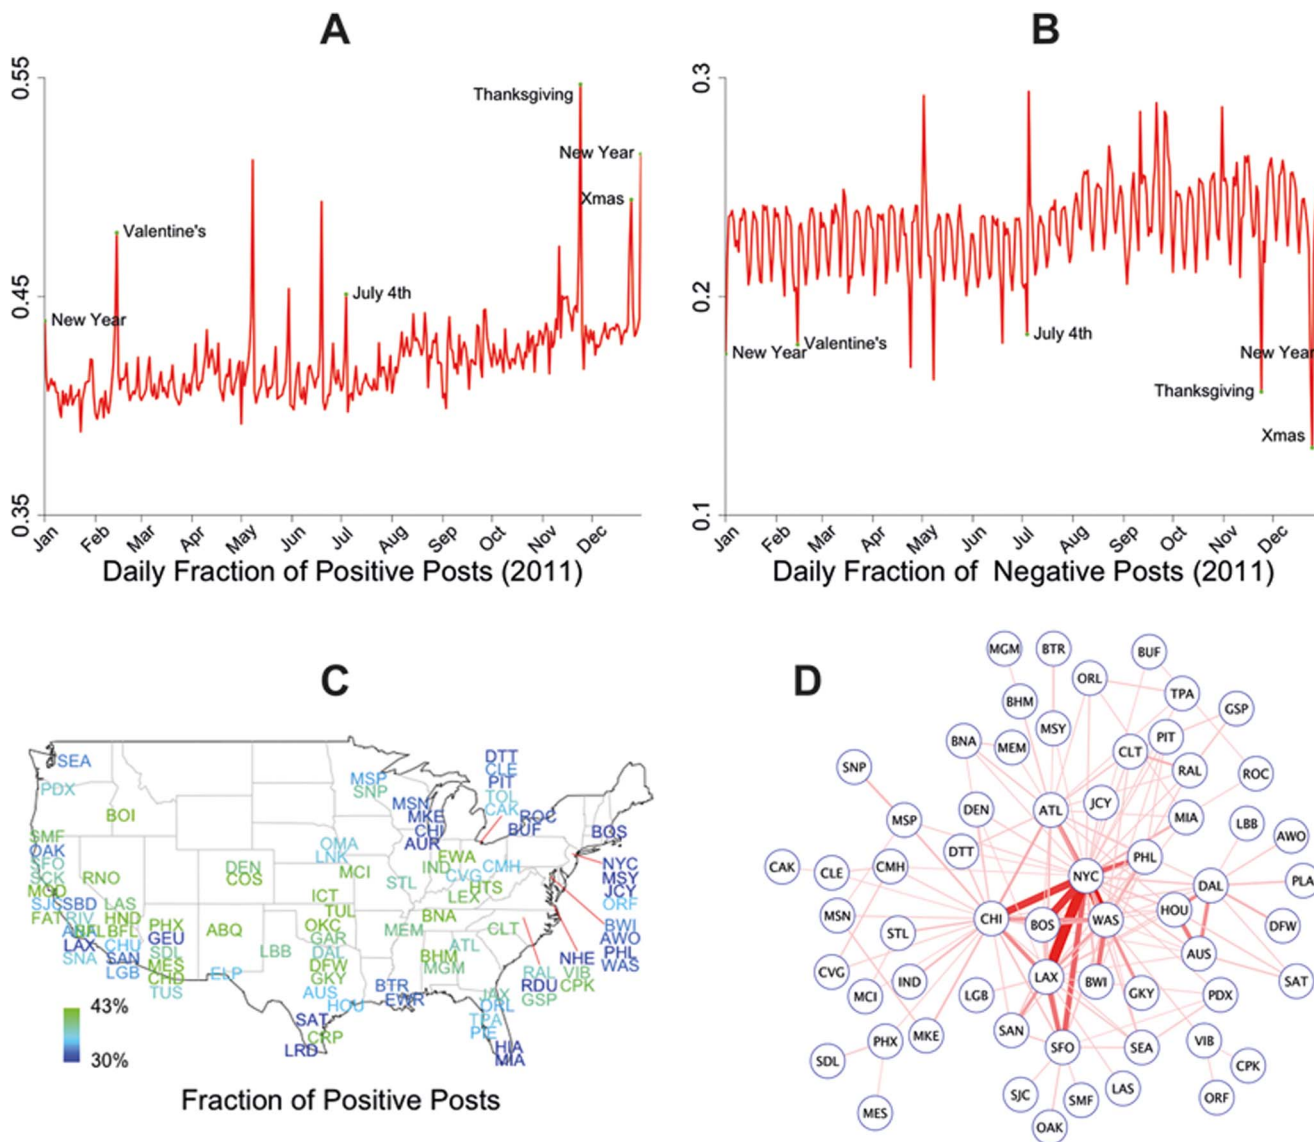 A
0.55
0.45
0.35
Thanksgiving
New Year
Xmas
Valentine's
July 4th
New Year
Jan
Feb
Mar
Apr
May
Jun
Jul
Aug
Sep
Oct
Nov
Dec
Daily Fraction of Positive Posts (2011)
B
0.3
0.2
0.1
July 4th
New Year
Valentine's
New Year
Thanksgiving
Xmas
Jan
Feb
Mar
Apr
May
Jun
Jul
Aug
Sep
Oct
Nov
Dec
Daily Fraction of Negative Posts (2011)
C
SEA
PDX
BOI
SMF
OAK
SFO
SCK
MOD
SJC
SBD
FAT
RIV
RNO
LAS
HND
BFL
LAX
CHU
SNA
SAN
LGB
PHX
GEU
SDL
MES
CHD
TUS
DEN
COS
ABQ
ELP
LBB
MSP
SNP
OMA
LNK
MCI
ICT
TUL
OKC
GAR
DAL
DFW
GKY
AUS
HOU
SAT
CRP
LRD
MSN
MKE
CHI
AUR
STL
MEM
DTT
CLE
PIT
TOL
CAK
ROC
BUF
BOS
EWA
IND
CVG
CMH
HTS
LEX
BNA
CLT
ATL
BHM
MGM
BTR
EWR
NYC
MSY
JCY
ORF
BWI
AWO
PHL
WAS
NHE
RAL
VIB
RDU
CPK
GSP
JAX
ORL
TPA
PIE
HIA
MIA
43%
30%
Fraction of Positive Posts
D
MGM
BTR
BUF
ORL
TPA
BHM
GSP
MSY
PIT
BNA
MEM
CLT
SNP
RAL
ROC
DEN
ATL
JCY
MSP
MIA
LBB
AWO
DTT
CAK
CLE
CMH
PHL
NYC
DAL
PLA
MSN
CHI
BOS
WAS
HOU
DFW
STL
AUS
CVG
IND
LAX
BWI
MCI
LGB
GKY
PDX
SAT
SAN
MKE
PHX
SDL
SFO
SEA
VIB
CPK
SJC
SMF
LAS
ORF
MES
OAK